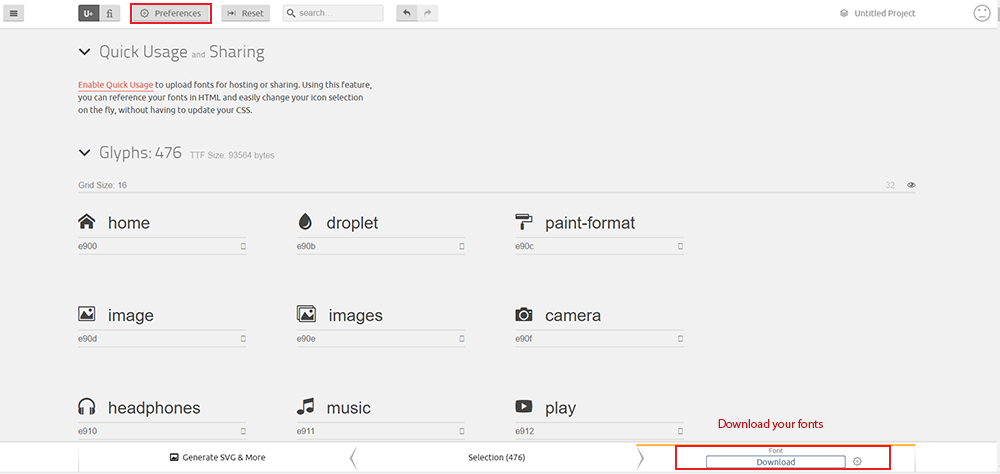 U+ fi Preferences Reset search... Untitled Project
Quick Usage and Sharing
Enable Quick Usage to upload fonts for hosting or sharing. Using this feature,
you can reference your fonts in HTML and easily change your icon selection
on the fly, without having to update your CSS.
Glyphs: 476 TTF Size: 93564 bytes
Grid Size: 16 32
home droplet paint-format
e900 e90b e90c
image images camera
e90d e90e e90f
headphones music play
e910 e911 e912
Download your fonts
Generate SVG & More Selection (476) Font
Download